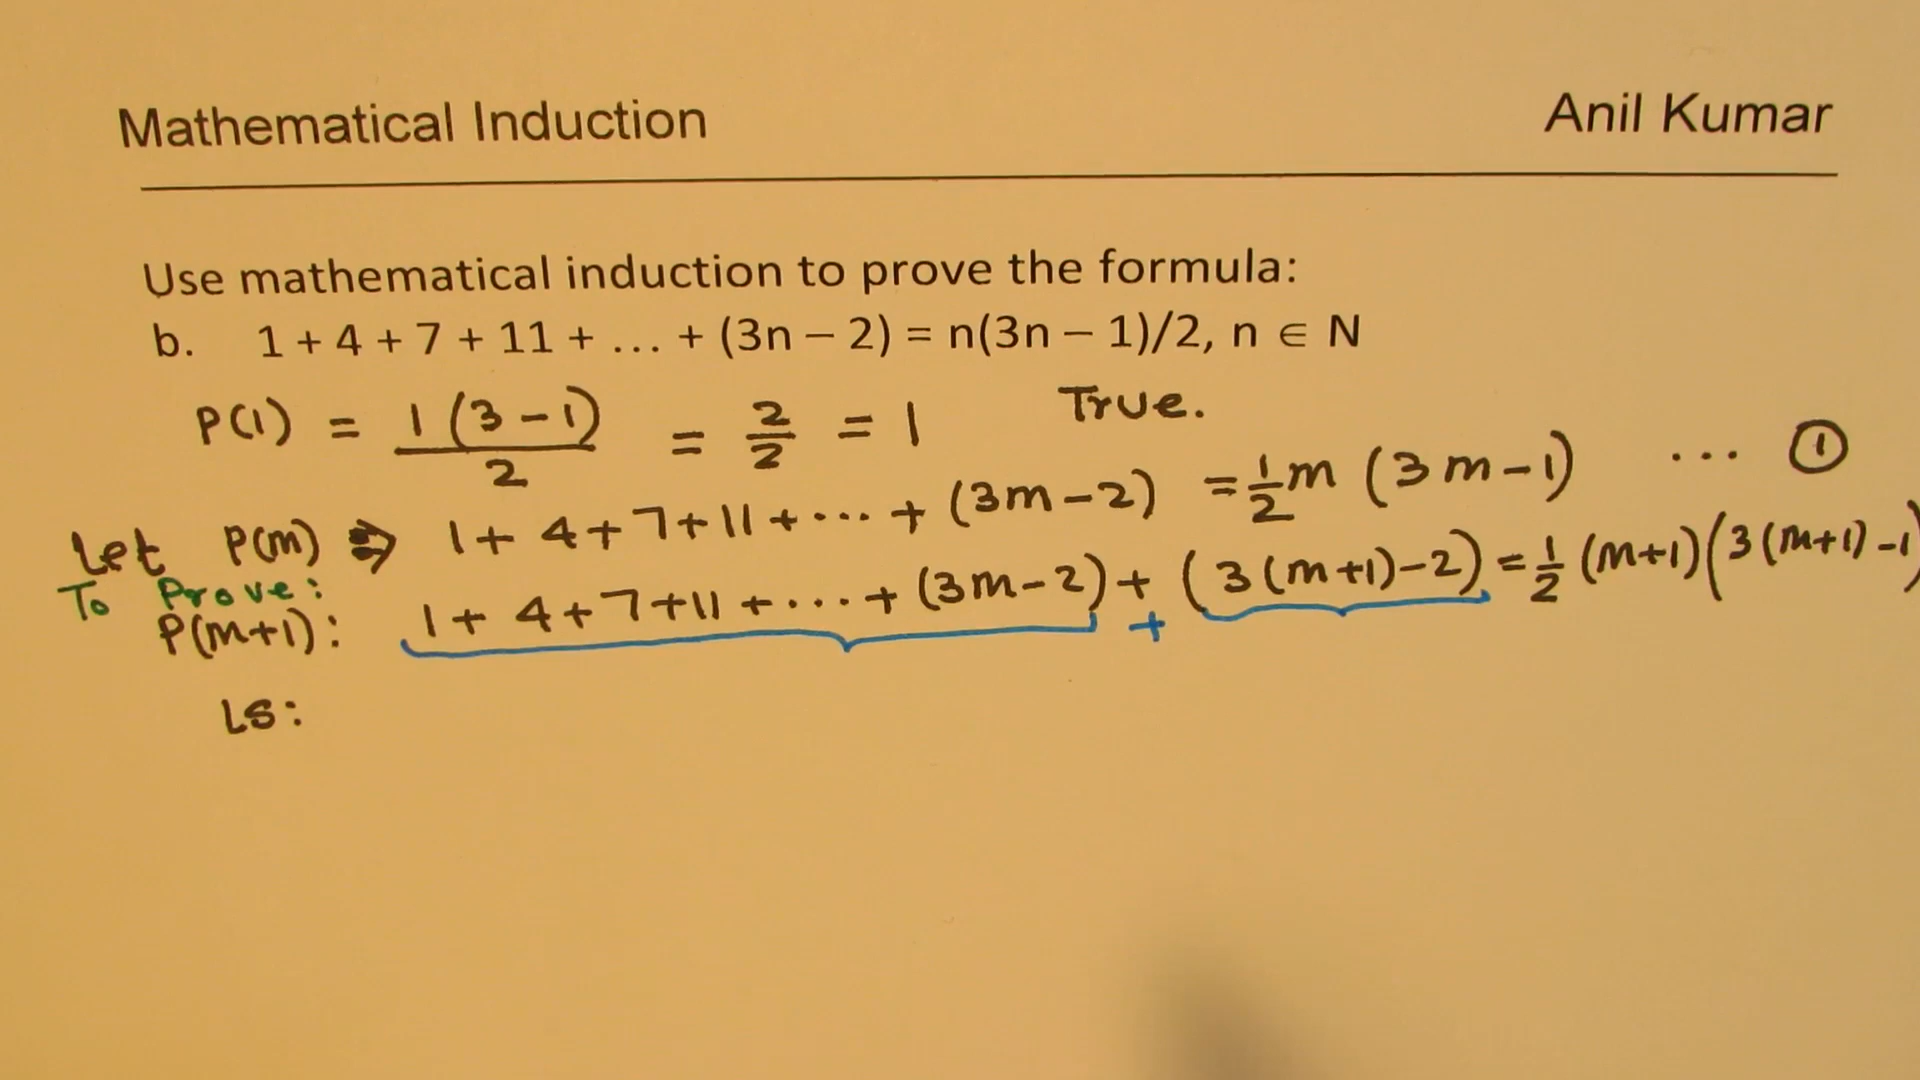 Mathematical Induction
Anil Kumar
Use mathematical induction to prove the formula:
b. 1 + 4 + 7 + 11 + ... + (3n – 2) = n(3n – 1)/2, n ∈ N
P(1) = 1(3-1)/2 = 2/2 = 1 True.
Let P(m) ⇒ 1 + 4 + 7 + 11 + ... + (3m-2) = 1/2 m (3m-1) ... ①
To Prove:
P(m+1): 1 + 4 + 7 + 11 + ... + (3m-2) + (3(m+1)-2) = 1/2 (m+1)(3(m+1)-1)
+
LS: